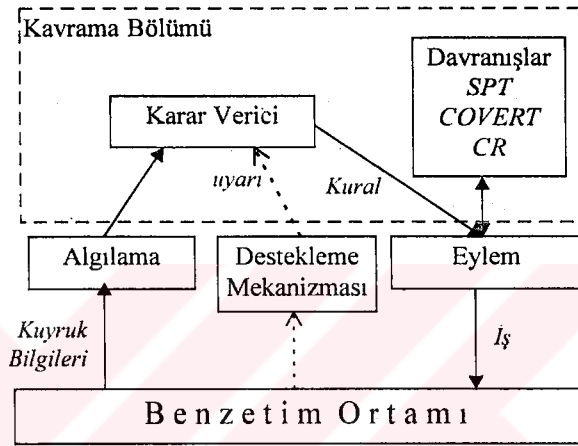 Kavrama Bölümü
Davranışlar
SPT
COVERT
CR
Karar Verici
uyarı
Kural
Algılama
Destekleme
Mekanizması
Eylem
Kuyruk
Bilgileri
İş
Benzetim Ortamı